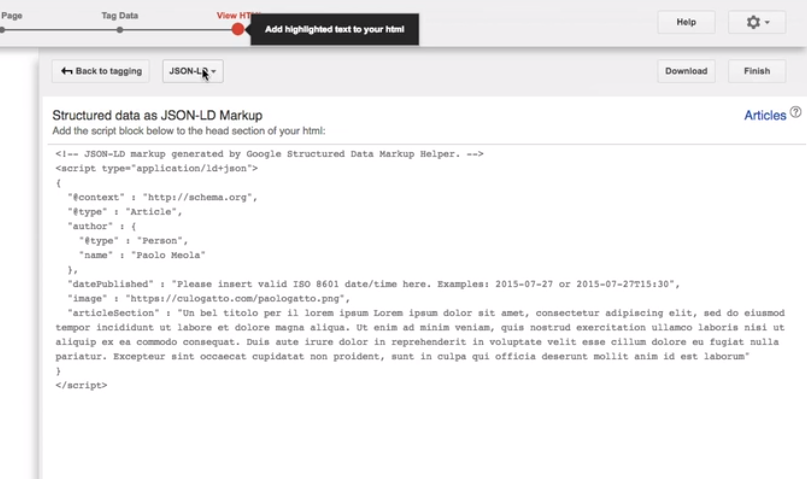 Page
Tag Data
View HT
Add highlighted text to your html
Help
Back to tagging
JSON-LD
Download
Finish
Structured data as JSON-LD Markup
Articles ?
Add the script block below to the head section of your html:
<!-- JSON-LD markup generated by Google Structured Data Markup Helper. -->
<script type="application/ld+json">
{
"@context" : "http://schema.org",
"@type" : "Article",
"author" : {
"@type" : "Person",
"name" : "Paolo Meola"
},
"datePublished" : "Please insert valid ISO 8601 date/time here. Examples: 2015-07-27 or 2015-07-27T15:30",
"image" : "https://culogatto.com/paologatto.png",
"articleSection" : "Un bel titolo per il lorem ipsum Lorem ipsum dolor sit amet, consectetur adipiscing elit, sed do eiusmod
tempor incididunt ut labore et dolore magna aliqua. Ut enim ad minim veniam, quis nostrud exercitation ullamco laboris nisi ut
aliquip ex ea commodo consequat. Duis aute irure dolor in reprehenderit in voluptate velit esse cillum dolore eu fugiat nulla
pariatur. Excepteur sint occaecat cupidatat non proident, sunt in culpa qui officia deserunt mollit anim id est laborum"
}
</script>